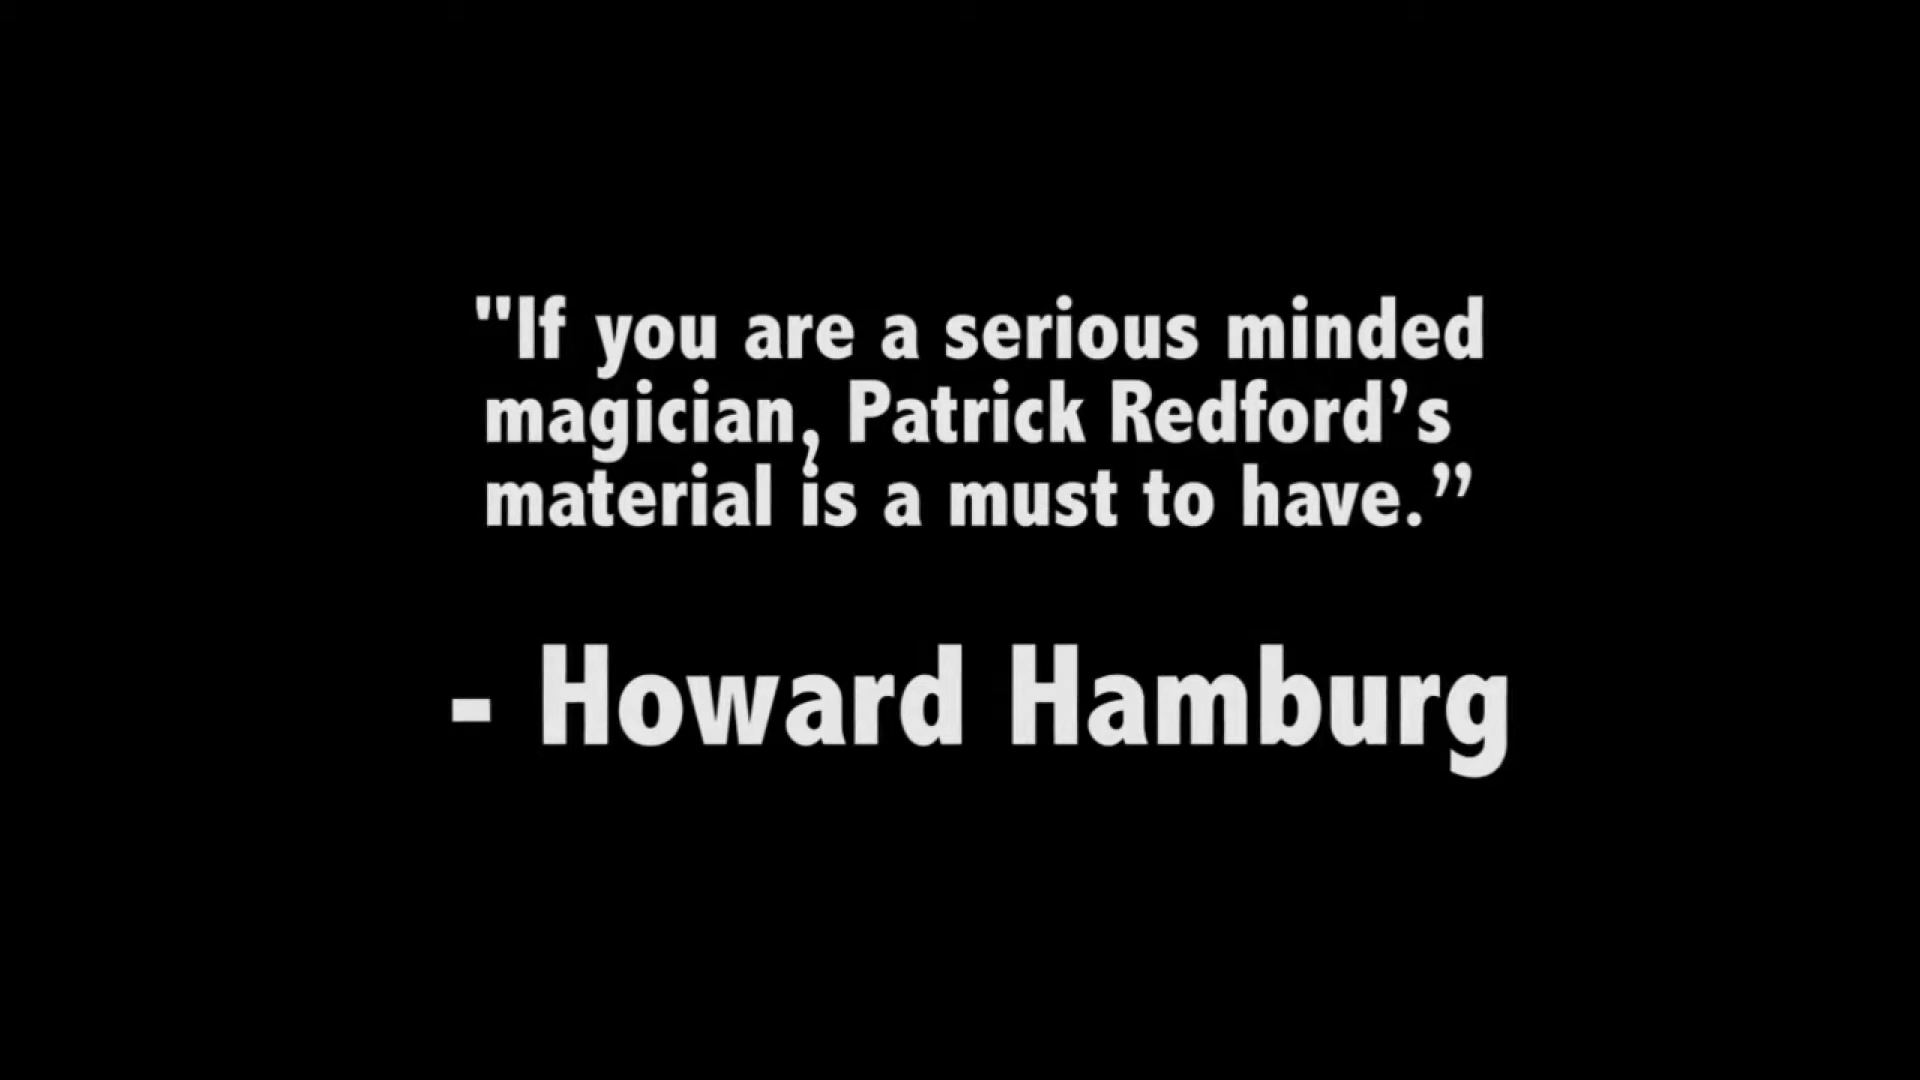 "If you are a serious minded
magician, Patrick Redford’s
material is a must to have.”
- Howard Hamburg